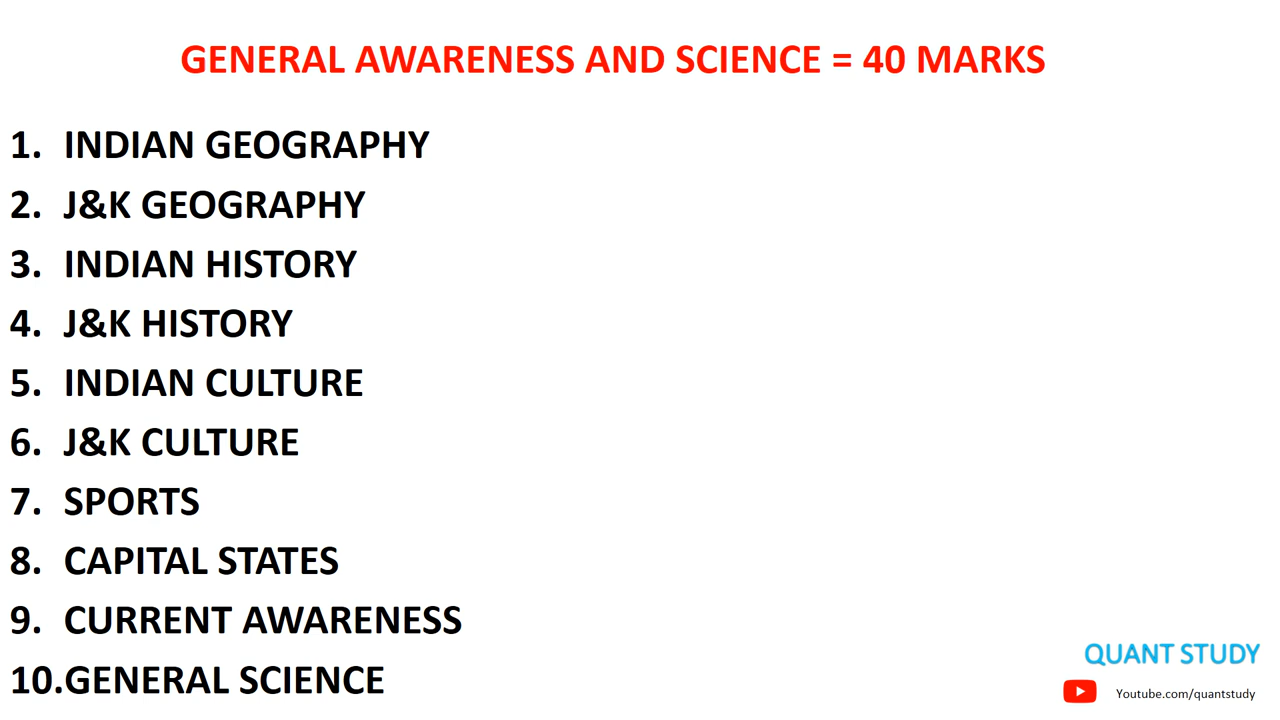 GENERAL AWARENESS AND SCIENCE = 40 MARKS
1. INDIAN GEOGRAPHY
2. J&K GEOGRAPHY
3. INDIAN HISTORY
4. J&K HISTORY
5. INDIAN CULTURE
6. J&K CULTURE
7. SPORTS
8. CAPITAL STATES
9. CURRENT AWARENESS
10.GENERAL SCIENCE
QUANT STUDY
Youtube.com/quantstudy